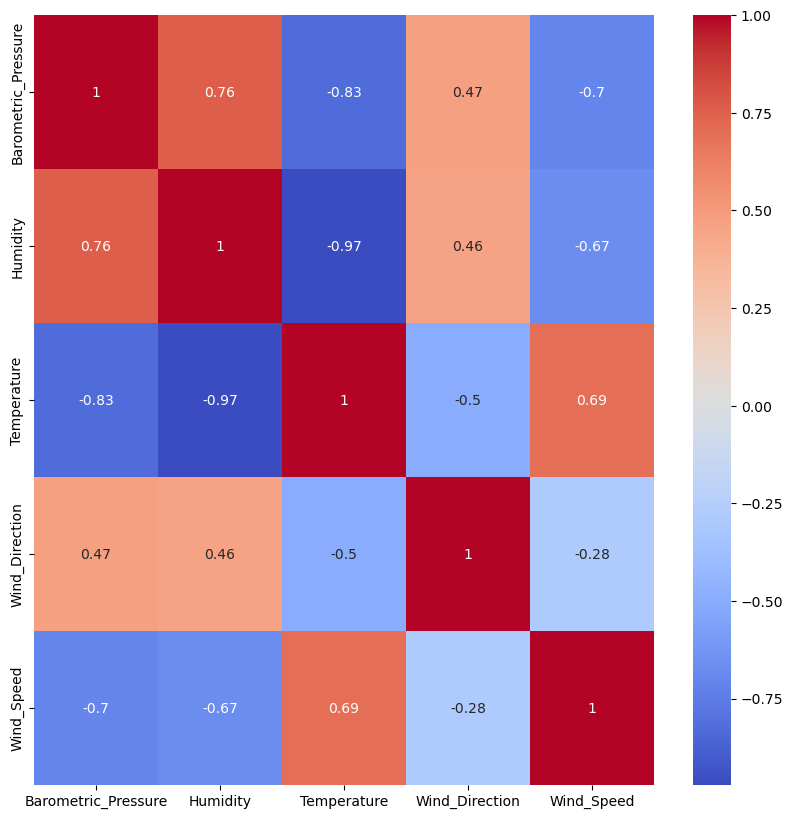 Barometric_Pressure 1 0.76 -0.83 0.47 -0.7
Humidity 0.76 1 -0.97 0.46 -0.67
Temperature -0.83 -0.97 1 -0.5 0.69
Wind_Direction 0.47 0.46 -0.5 1 -0.28
Wind_Speed -0.7 -0.67 0.69 -0.28 1
Barometric_Pressure Humidity Temperature Wind_Direction Wind_Speed
1.00
0.75
0.50
0.25
0.00
−0.25
−0.50
−0.75